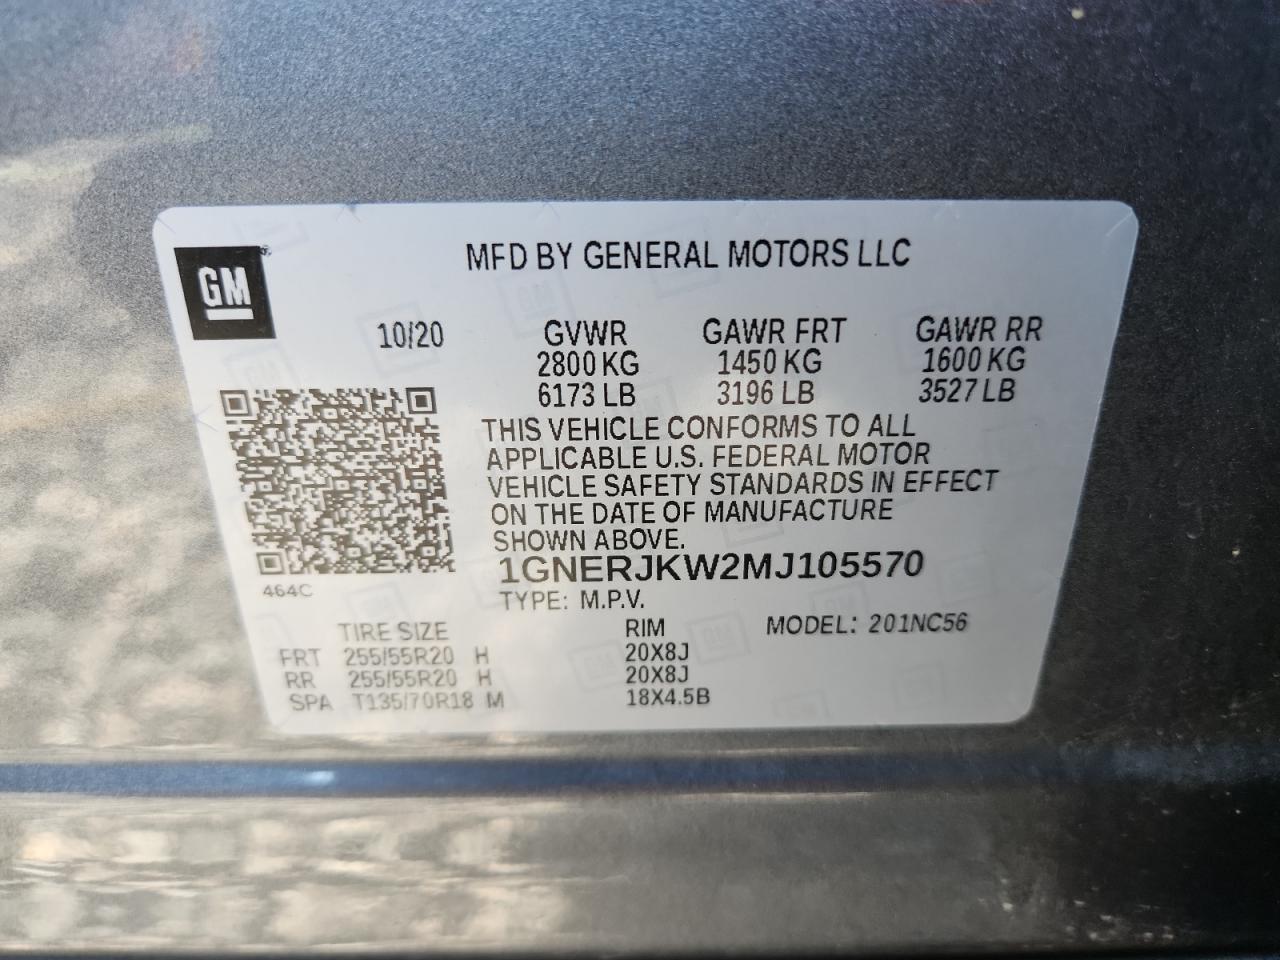 GM
MFD BY GENERAL MOTORS LLC
10/20 GVWR GAWR FRT GAWR RR
2800 KG 1450 KG 1600 KG
6173 LB 3196 LB 3527 LB
THIS VEHICLE CONFORMS TO ALL
APPLICABLE U.S. FEDERAL MOTOR
VEHICLE SAFETY STANDARDS IN EFFECT
ON THE DATE OF MANUFACTURE
SHOWN ABOVE.
1GNERJKW2MJ105570
464C
TYPE: M.P.V.
TIRE SIZE RIM MODEL: 201NC56
FRT 255/55R20 H 20X8J
RR 255/55R20 H 20X8J
SPA T135/70R18 M 18X4.5B